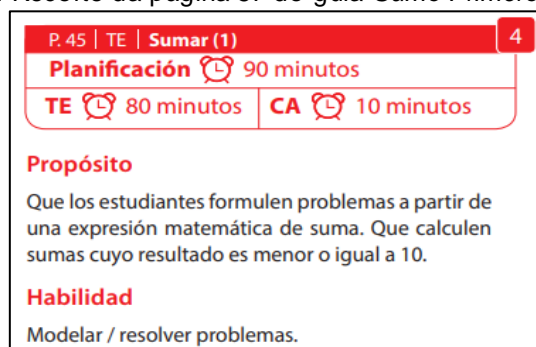 P. 45 | TE | Sumar (1)
4
Planificación 90 minutos
TE 80 minutos CA 10 minutos
Propósito
Que los estudiantes formulen problemas a partir de
una expresión matemática de suma. Que calculen
sumas cuyo resultado es menor o igual a 10.
Habilidad
Modelar / resolver problemas.